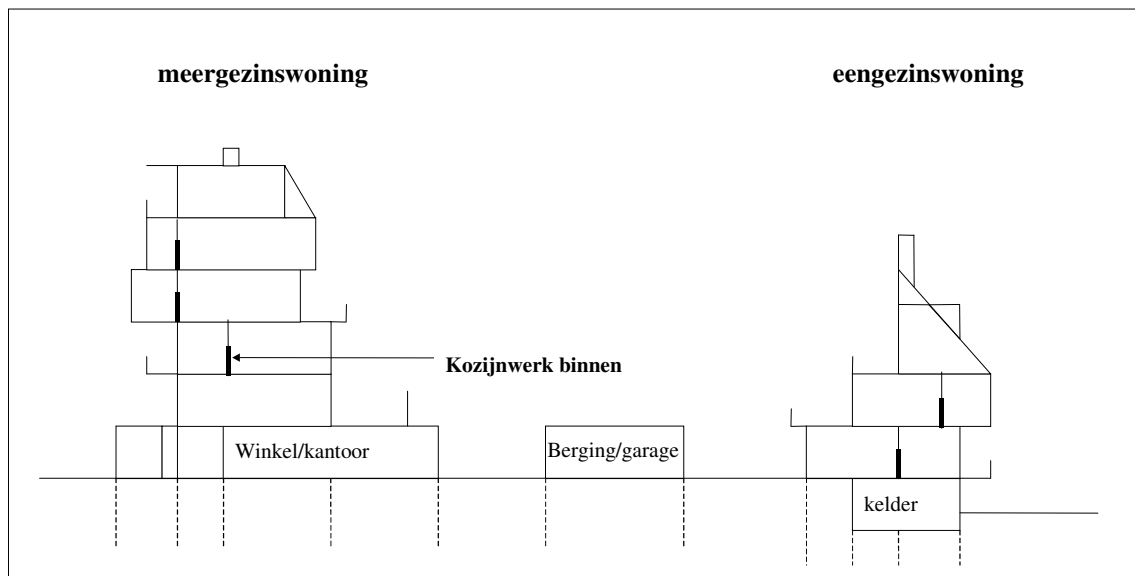 meergezinswoning
eengezinswoning
Kozijnwerk binnen
Winkel/kantoor
Berging/garage
kelder